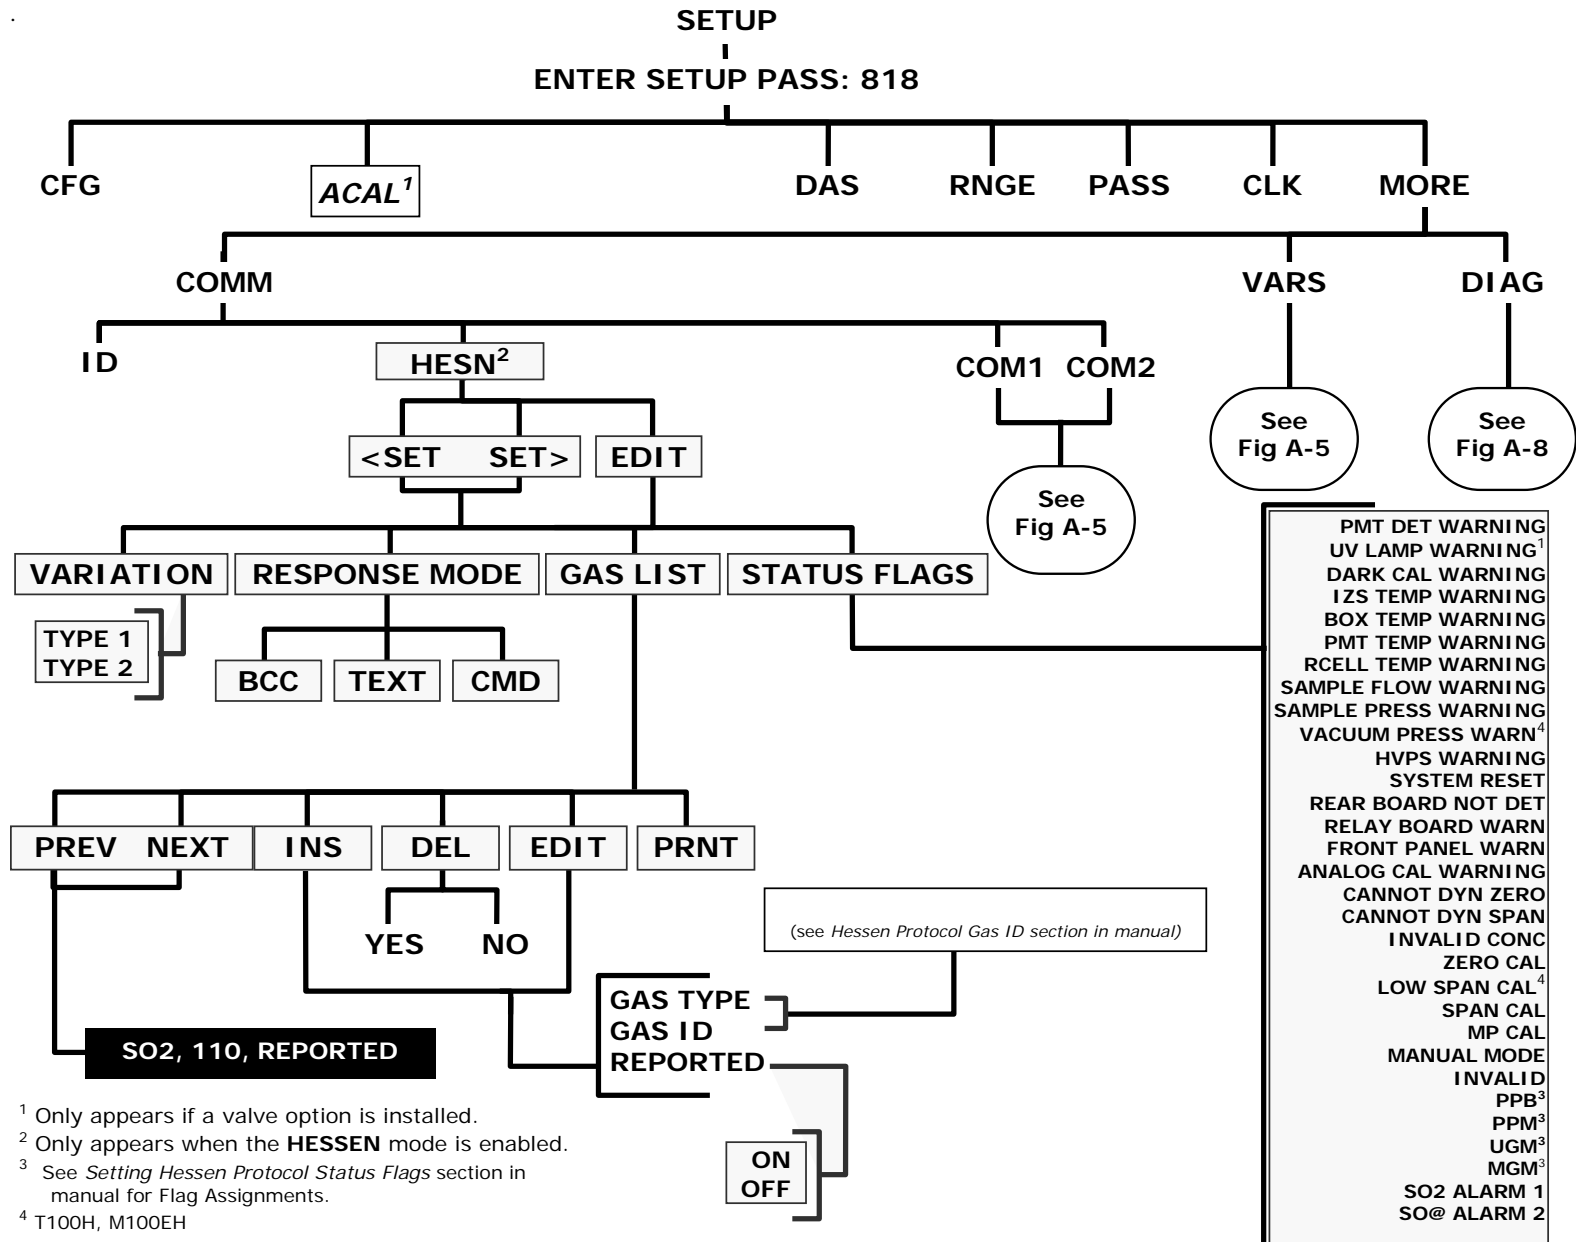 .
SETUP
ENTER SETUP PASS: 818
CFG
ACAL¹
DAS
RNGE
PASS
CLK
MORE
COMM
VARS
DIAG
ID
HESN²
COM1
COM2
<SET SET>
EDIT
See
Fig A-5
See
Fig A-5
See
Fig A-8
VARIATION
RESPONSE MODE
GAS LIST
STATUS FLAGS
TYPE 1
TYPE 2
BCC
TEXT
CMD
PREV NEXT
INS
DEL
EDIT
PRNT
YES
NO
(see Hessen Protocol Gas ID section in manual)
GAS TYPE
GAS ID
REPORTED
SO2, 110, REPORTED
ON
OFF
PMT DET WARNING
UV LAMP WARNING¹
DARK CAL WARNING
IZS TEMP WARNING
BOX TEMP WARNING
PMT TEMP WARNING
RCELL TEMP WARNING
SAMPLE FLOW WARNING
SAMPLE PRESS WARNING
VACUUM PRESS WARN⁴
HVPS WARNING
SYSTEM RESET
REAR BOARD NOT DET
RELAY BOARD WARN
FRONT PANEL WARN
ANALOG CAL WARNING
CANNOT DYN ZERO
CANNOT DYN SPAN
INVALID CONC
ZERO CAL
LOW SPAN CAL⁴
SPAN CAL
MP CAL
MANUAL MODE
INVALID
PPB³
PPM³
UGM³
MGM³
SO2 ALARM 1
SO@ ALARM 2
¹ Only appears if a valve option is installed.
² Only appears when the HESSEN mode is enabled.
³ See Setting Hessen Protocol Status Flags section in
manual for Flag Assignments.
⁴ T100H, M100EH